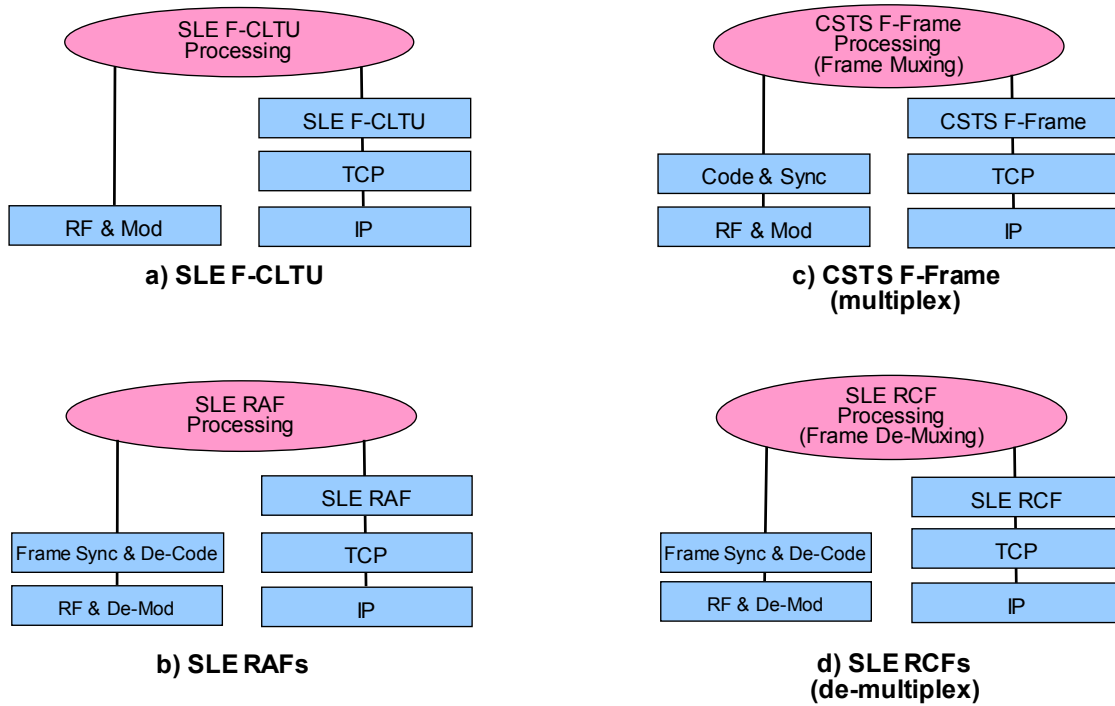 SLE F-CLTU
Processing
SLE F-CLTU
TCP
RF & Mod
IP
a) SLE F-CLTU
CSTS F-Frame
Processing
(Frame Muxing)
CSTS F-Frame
Code & Sync
TCP
RF & Mod
IP
c) CSTS F-Frame
(multiplex)
SLE RAF
Processing
SLE RAF
Frame Sync & De-Code
TCP
RF & De-Mod
IP
b) SLE RAFs
SLE RCF
Processing
(Frame De-Muxing)
SLE RCF
Frame Sync & De-Code
TCP
RF & De-Mod
IP
d) SLE RCFs
(de-multiplex)